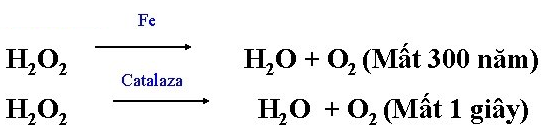 Fe
H₂O₂ → H₂O + O₂ (Mất 300 năm)
Catalaza
H₂O₂ → H₂O + O₂ (Mất 1 giây)